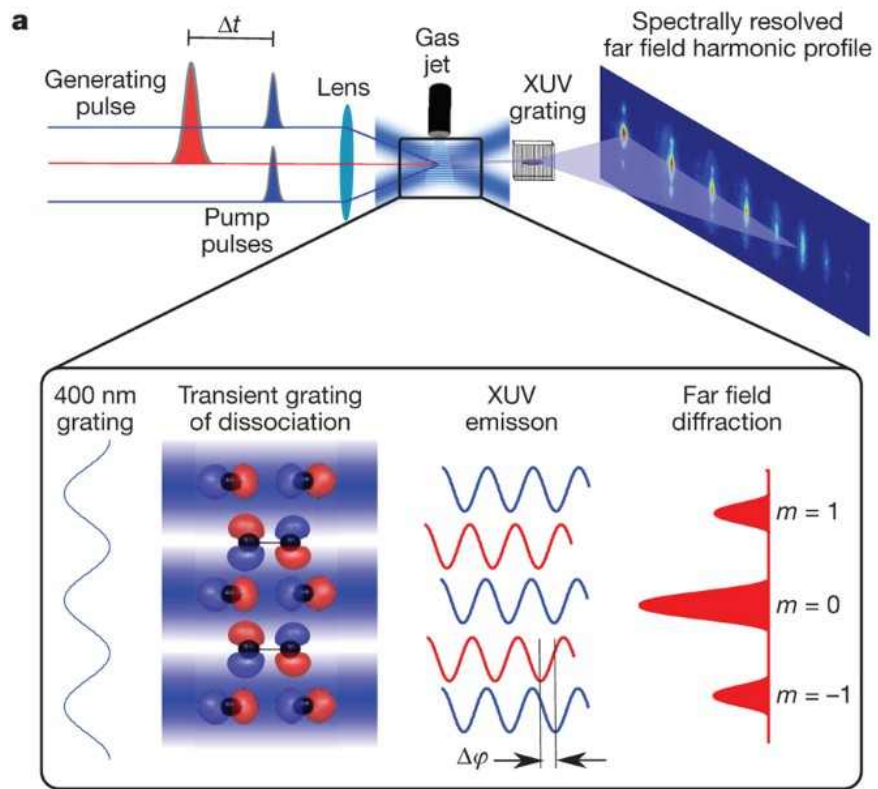 a
Δt
Generating
pulse
Lens
Gas
jet
XUV
grating
Spectrally resolved
far field harmonic profile
Pump
pulses
400 nm
grating
Transient grating
of dissociation
XUV
emisson
Far field
diffraction
m = 1
m = 0
m = –1
Δφ